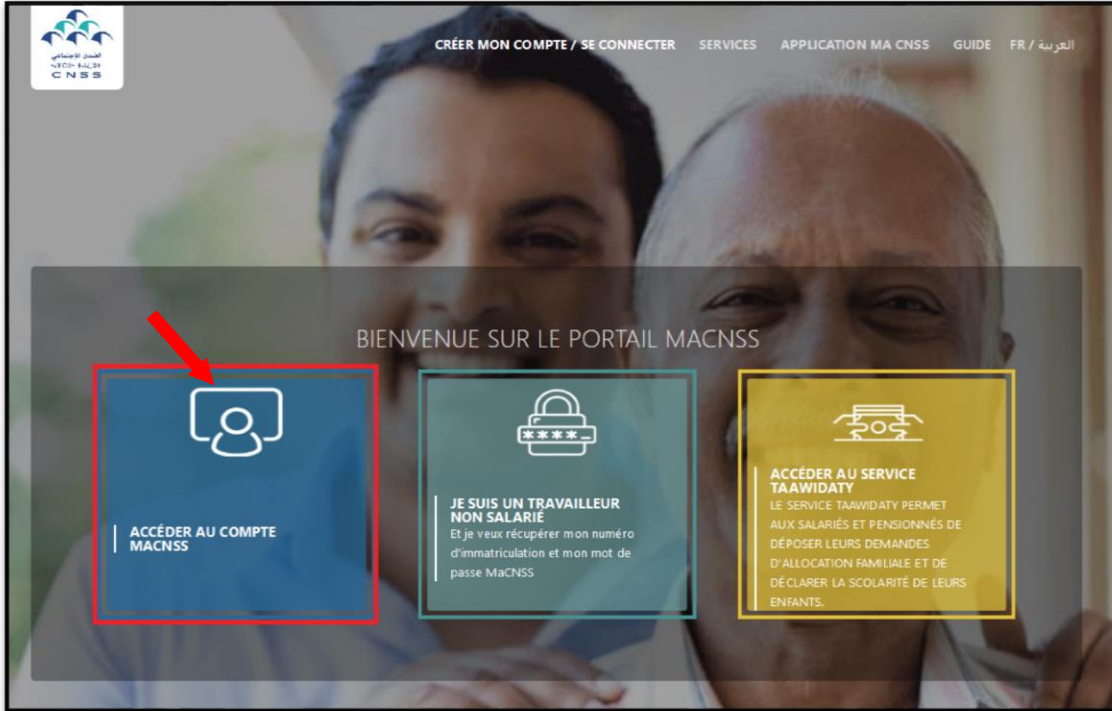 الضمان الاجتماعي
CNSS
CRÉER MON COMPTE / SE CONNECTER SERVICES APPLICATION MA CNSS GUIDE FR / العربية
BIENVENUE SUR LE PORTAIL MACNSS
ACCÉDER AU COMPTE
MACNSS
****_
JE SUIS UN TRAVAILLEUR
NON SALARIÉ
Et je veux récupérer mon numéro
d'immatriculation et mon mot de
passe MaCNSS
ACCÉDER AU SERVICE
TAAWIDATY
LE SERVICE TAAWIDATY PERMET
AUX SALARIÉS ET PENSIONNÉS DE
DÉPOSER LEURS DEMANDES
D'ALLOCATION FAMILIALE ET DE
DÉCLARER LA SCOLARITÉ DE LEURS
ENFANTS.